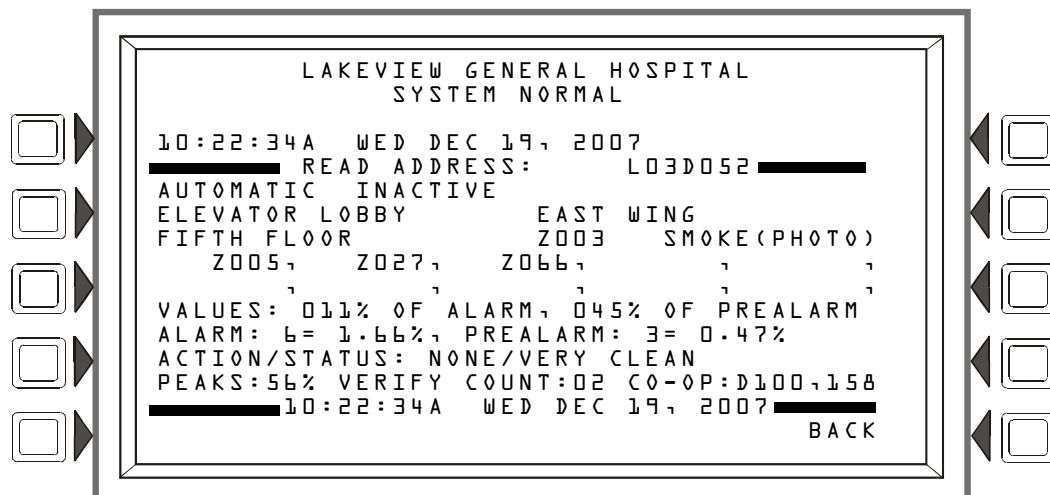 LAKEVIEW GENERAL HOSPITAL
SYSTEM NORMAL
10:22:34A WED DEC 19, 2007
READ ADDRESS: L03D052
AUTOMATIC INACTIVE
ELEVATOR LOBBY EAST WING
FIFTH FLOOR Z003 SMOKE(PHOTO)
Z005, Z027, Z066, , ,
, , , , ,
VALUES: 011% OF ALARM, 045% OF PREALARM
ALARM: 6= 1.66%, PREALARM: 3= 0.47%
ACTION/STATUS: NONE/VERY CLEAN
PEAKS:56% VERIFY COUNT:02 CO-OP:D100,158
10:22:34A WED DEC 19, 2007
BACK